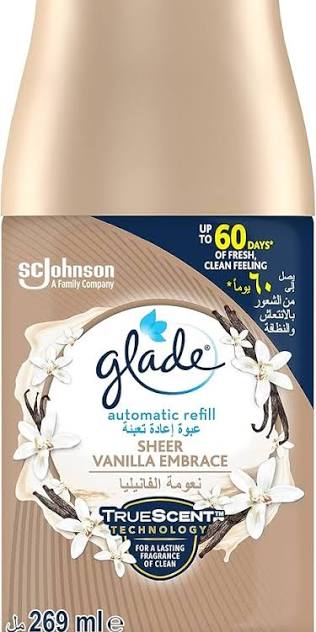 UP TO 60 DAYS*
OF FRESH,
CLEAN FEELING
يصل
إلى ٦٠ يوماً*
من الشعور
بالانتعاش
والنظافة
SC Johnson
A Family Company
glade®
automatic refill
عبوة إعادة تعبئة
SHEER
VANILLA EMBRACE
نعومة الفانيليا
TRUESCENT™
TECHNOLOGY
FOR A LASTING
FRAGRANCE
OF CLEAN
269 ml e مل